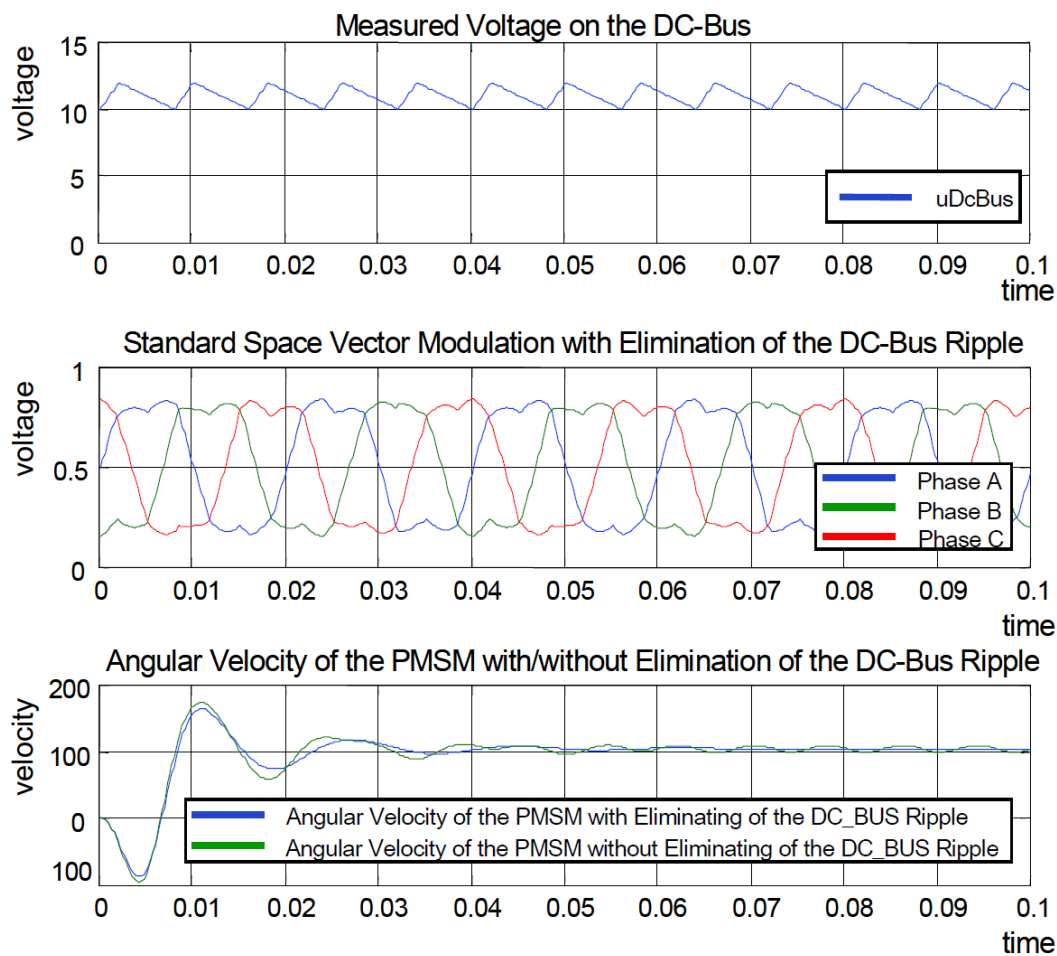 Measured Voltage on the DC-Bus
15
10
5
0
voltage
uDcBus
0 0.01 0.02 0.03 0.04 0.05 0.06 0.07 0.08 0.09 0.1
time
Standard Space Vector Modulation with Elimination of the DC-Bus Ripple
1
0.5
0
voltage
Phase A
Phase B
Phase C
0 0.01 0.02 0.03 0.04 0.05 0.06 0.07 0.08 0.09 0.1
time
Angular Velocity of the PMSM with/without Elimination of the DC-Bus Ripple
200
100
0
100
velocity
Angular Velocity of the PMSM with Eliminating of the DC_BUS Ripple
Angular Velocity of the PMSM without Eliminating of the DC_BUS Ripple
0 0.01 0.02 0.03 0.04 0.05 0.06 0.07 0.08 0.09 0.1
time